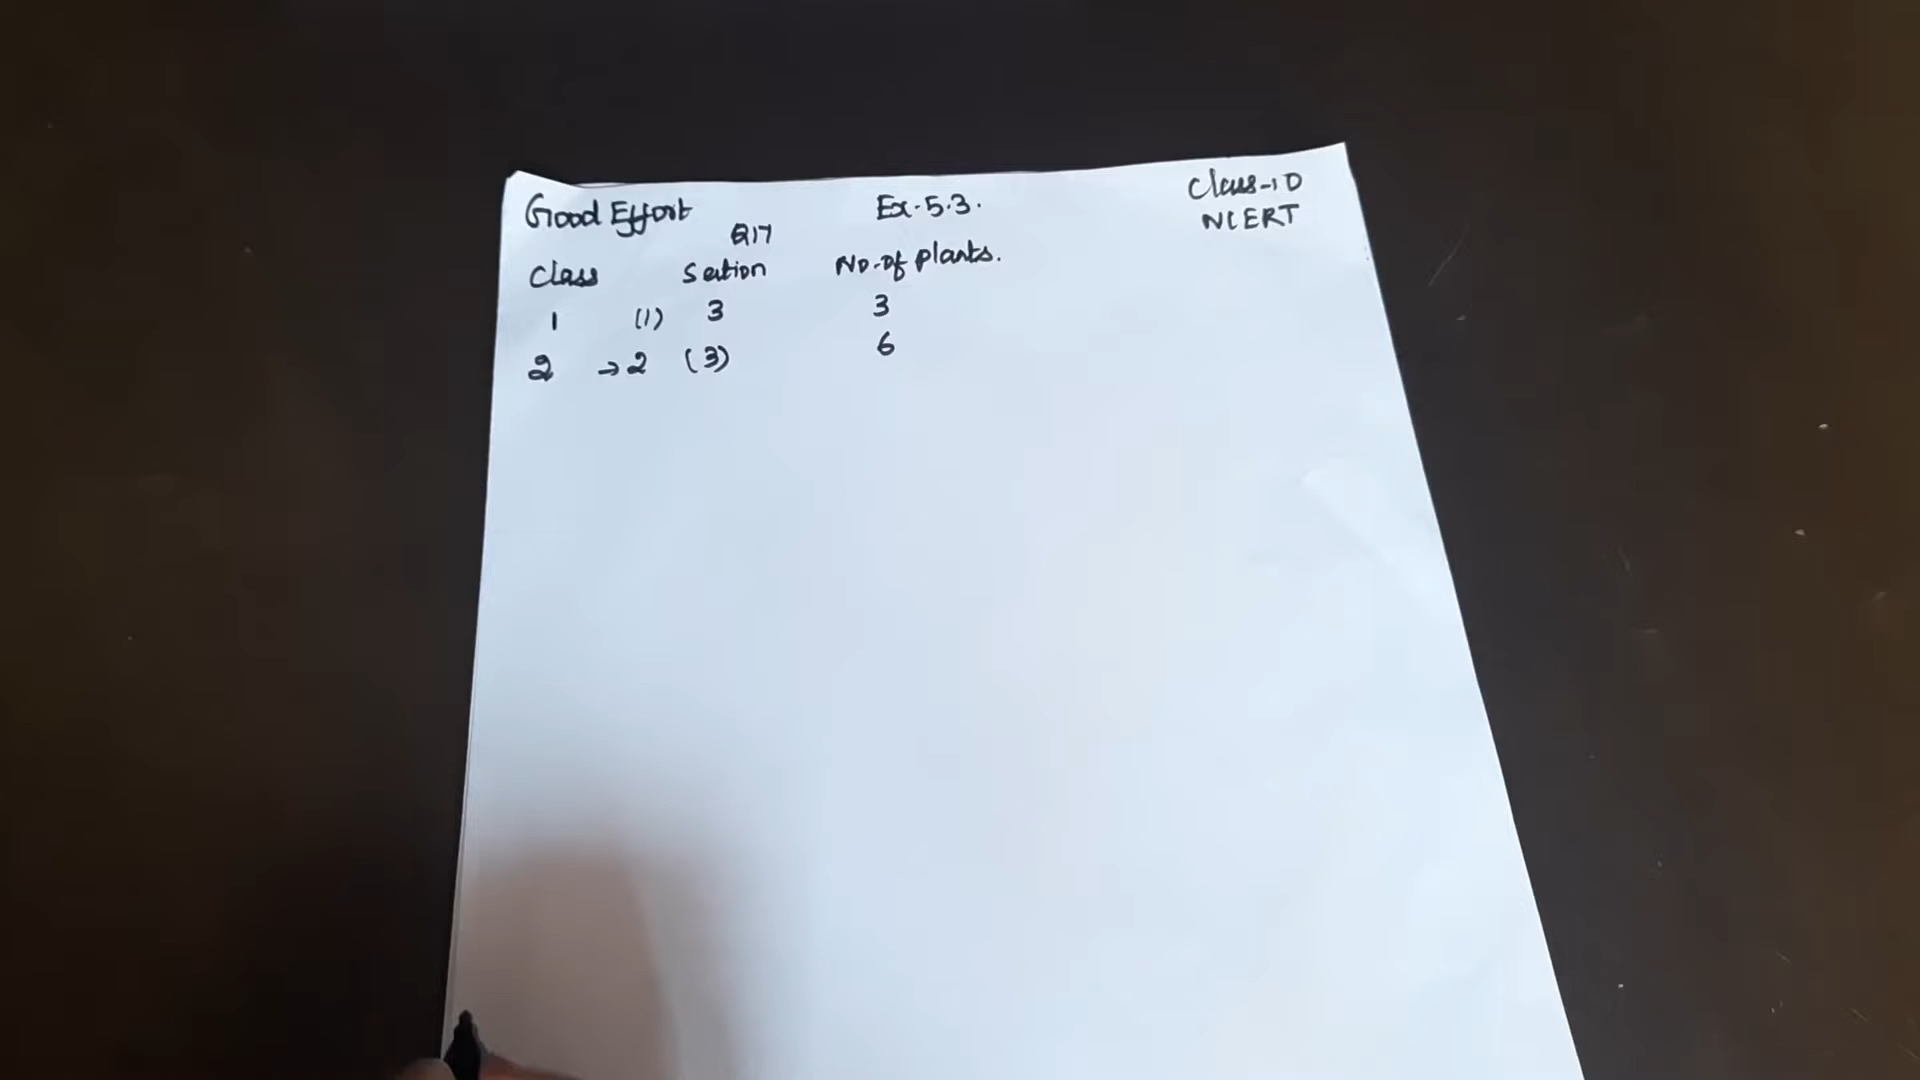 Good Effort Ex. 5.3. Class-10
NCERT
Q17
Class Section No. of plants.
1 (1) 3 3
2 → 2 (3) 6